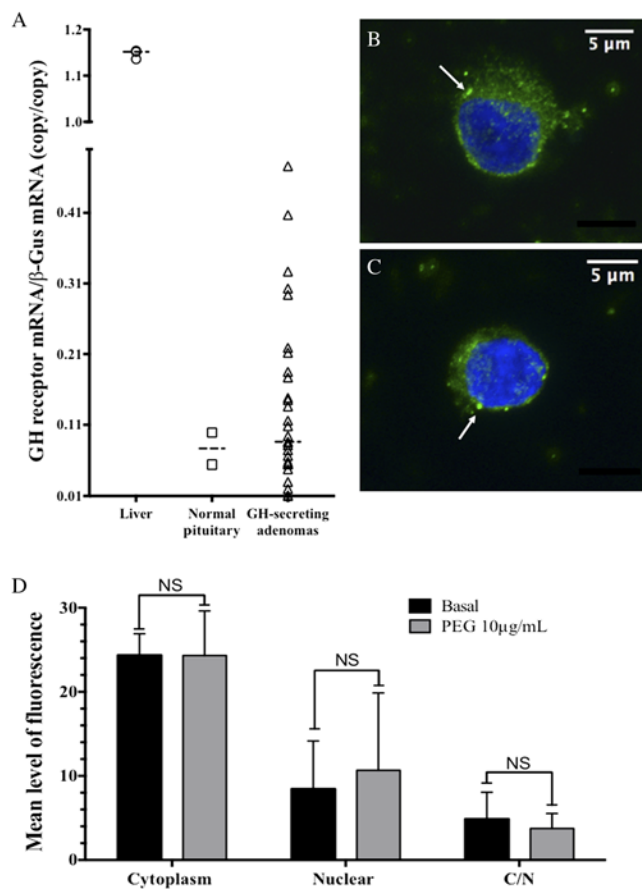 A
GH receptor mRNA/β-Gus mRNA (copy/copy)
1.2
1.1
1.0
0.41
0.31
0.21
0.11
0.01
Liver
Normal
pituitary
GH-secreting
adenomas
B
5 µm
C
5 µm
D
Mean level of fluorescence
30
20
10
0
NS
NS
NS
Basal
PEG 10µg/mL
Cytoplasm
Nuclear
C/N